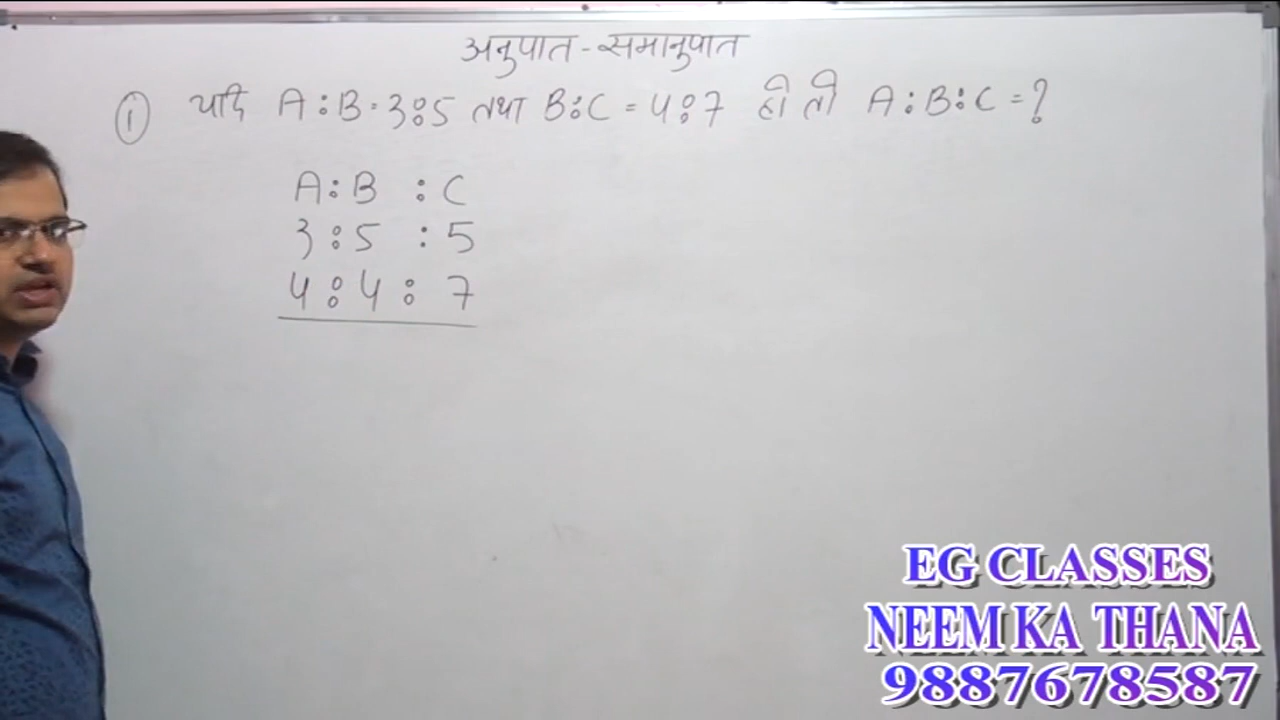 अनुपात - समानुपात
① यदि A:B = 3:5 तथा B:C = 4:7 हो तो A:B:C = ?
A:B :C
3:5 :5
4:4: 7
EG CLASSES
NEEM KA THANA
9887678587